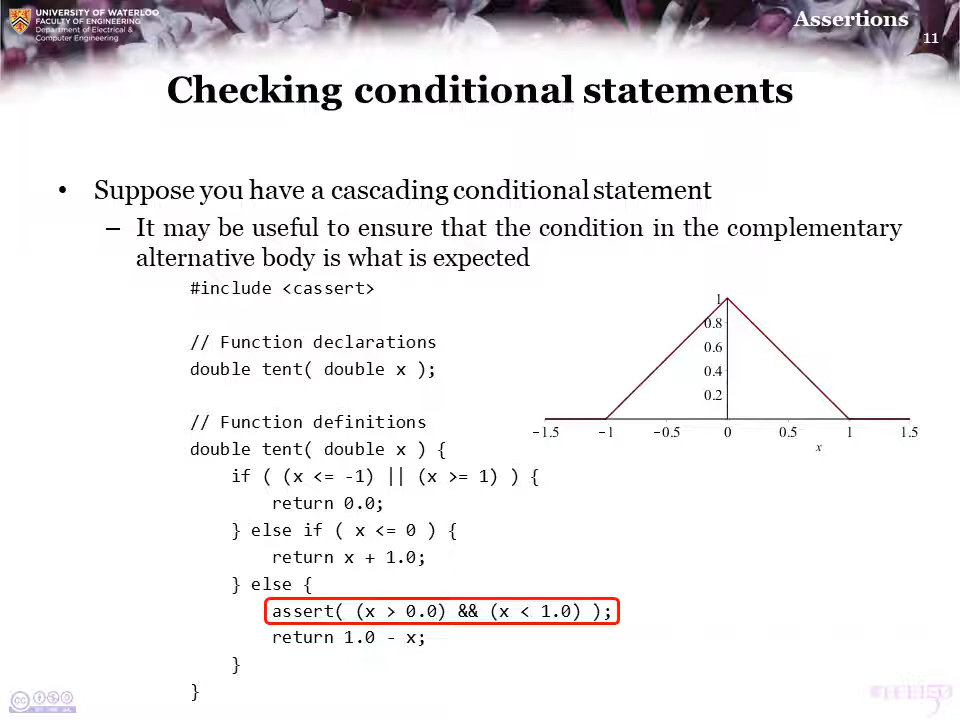 UNIVERSITY OF WATERLOO
FACULTY OF ENGINEERING
Department of Electrical &
Computer Engineering
Assertions
11
Checking conditional statements
• Suppose you have a cascading conditional statement
– It may be useful to ensure that the condition in the complementary
alternative body is what is expected
#include <cassert>
// Function declarations
double tent( double x );
// Function definitions
double tent( double x ) {
if ( (x <= -1) || (x >= 1) ) {
return 0.0;
} else if ( x <= 0 ) {
return x + 1.0;
} else {
assert( (x > 0.0) && (x < 1.0) );
return 1.0 - x;
}
}
1
0.8
0.6
0.4
0.2
−1.5 −1 −0.5 0 0.5 1 1.5
x
cc